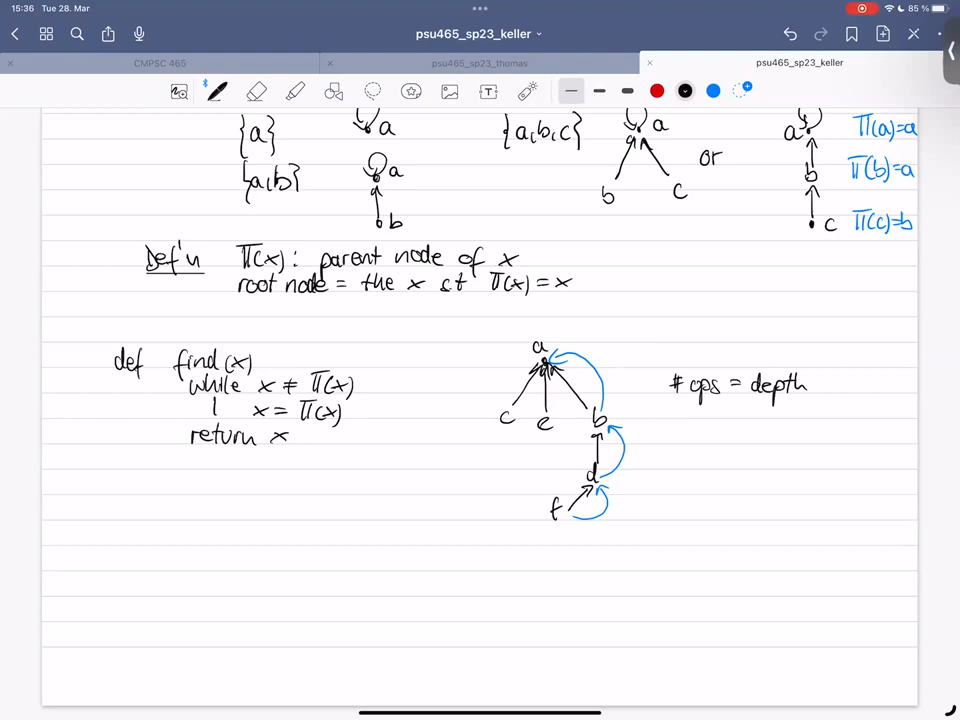 15:36 Tue 28. Mar
85 %
psu465_sp23_keller
CMPSC 465
psu465_sp23_thomas
psu465_sp23_keller
{a}
a
{a,b,c}
a
b
c
or
a
π(a)=a
{a,b}
a
b
b
π(b)=a
c
π(c)=b
Def'n π(x): parent node of x
root node = the x st π(x) = x
def find(x)
while x ≠ π(x)
x = π(x)
return x
a
c
e
b
d
f
# ops = depth